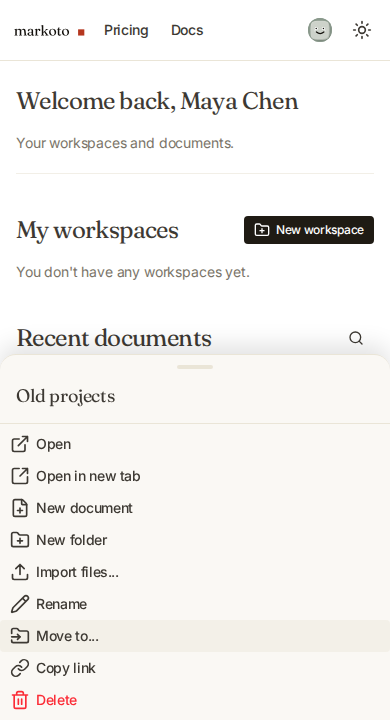 markoto
Pricing
Docs
Welcome back, Maya Chen
Your workspaces and documents.
My workspaces
New workspace
You don't have any workspaces yet.
Recent documents
Old projects
Open
Open in new tab
New document
New folder
Import files...
Rename
Move to...
Copy link
Delete